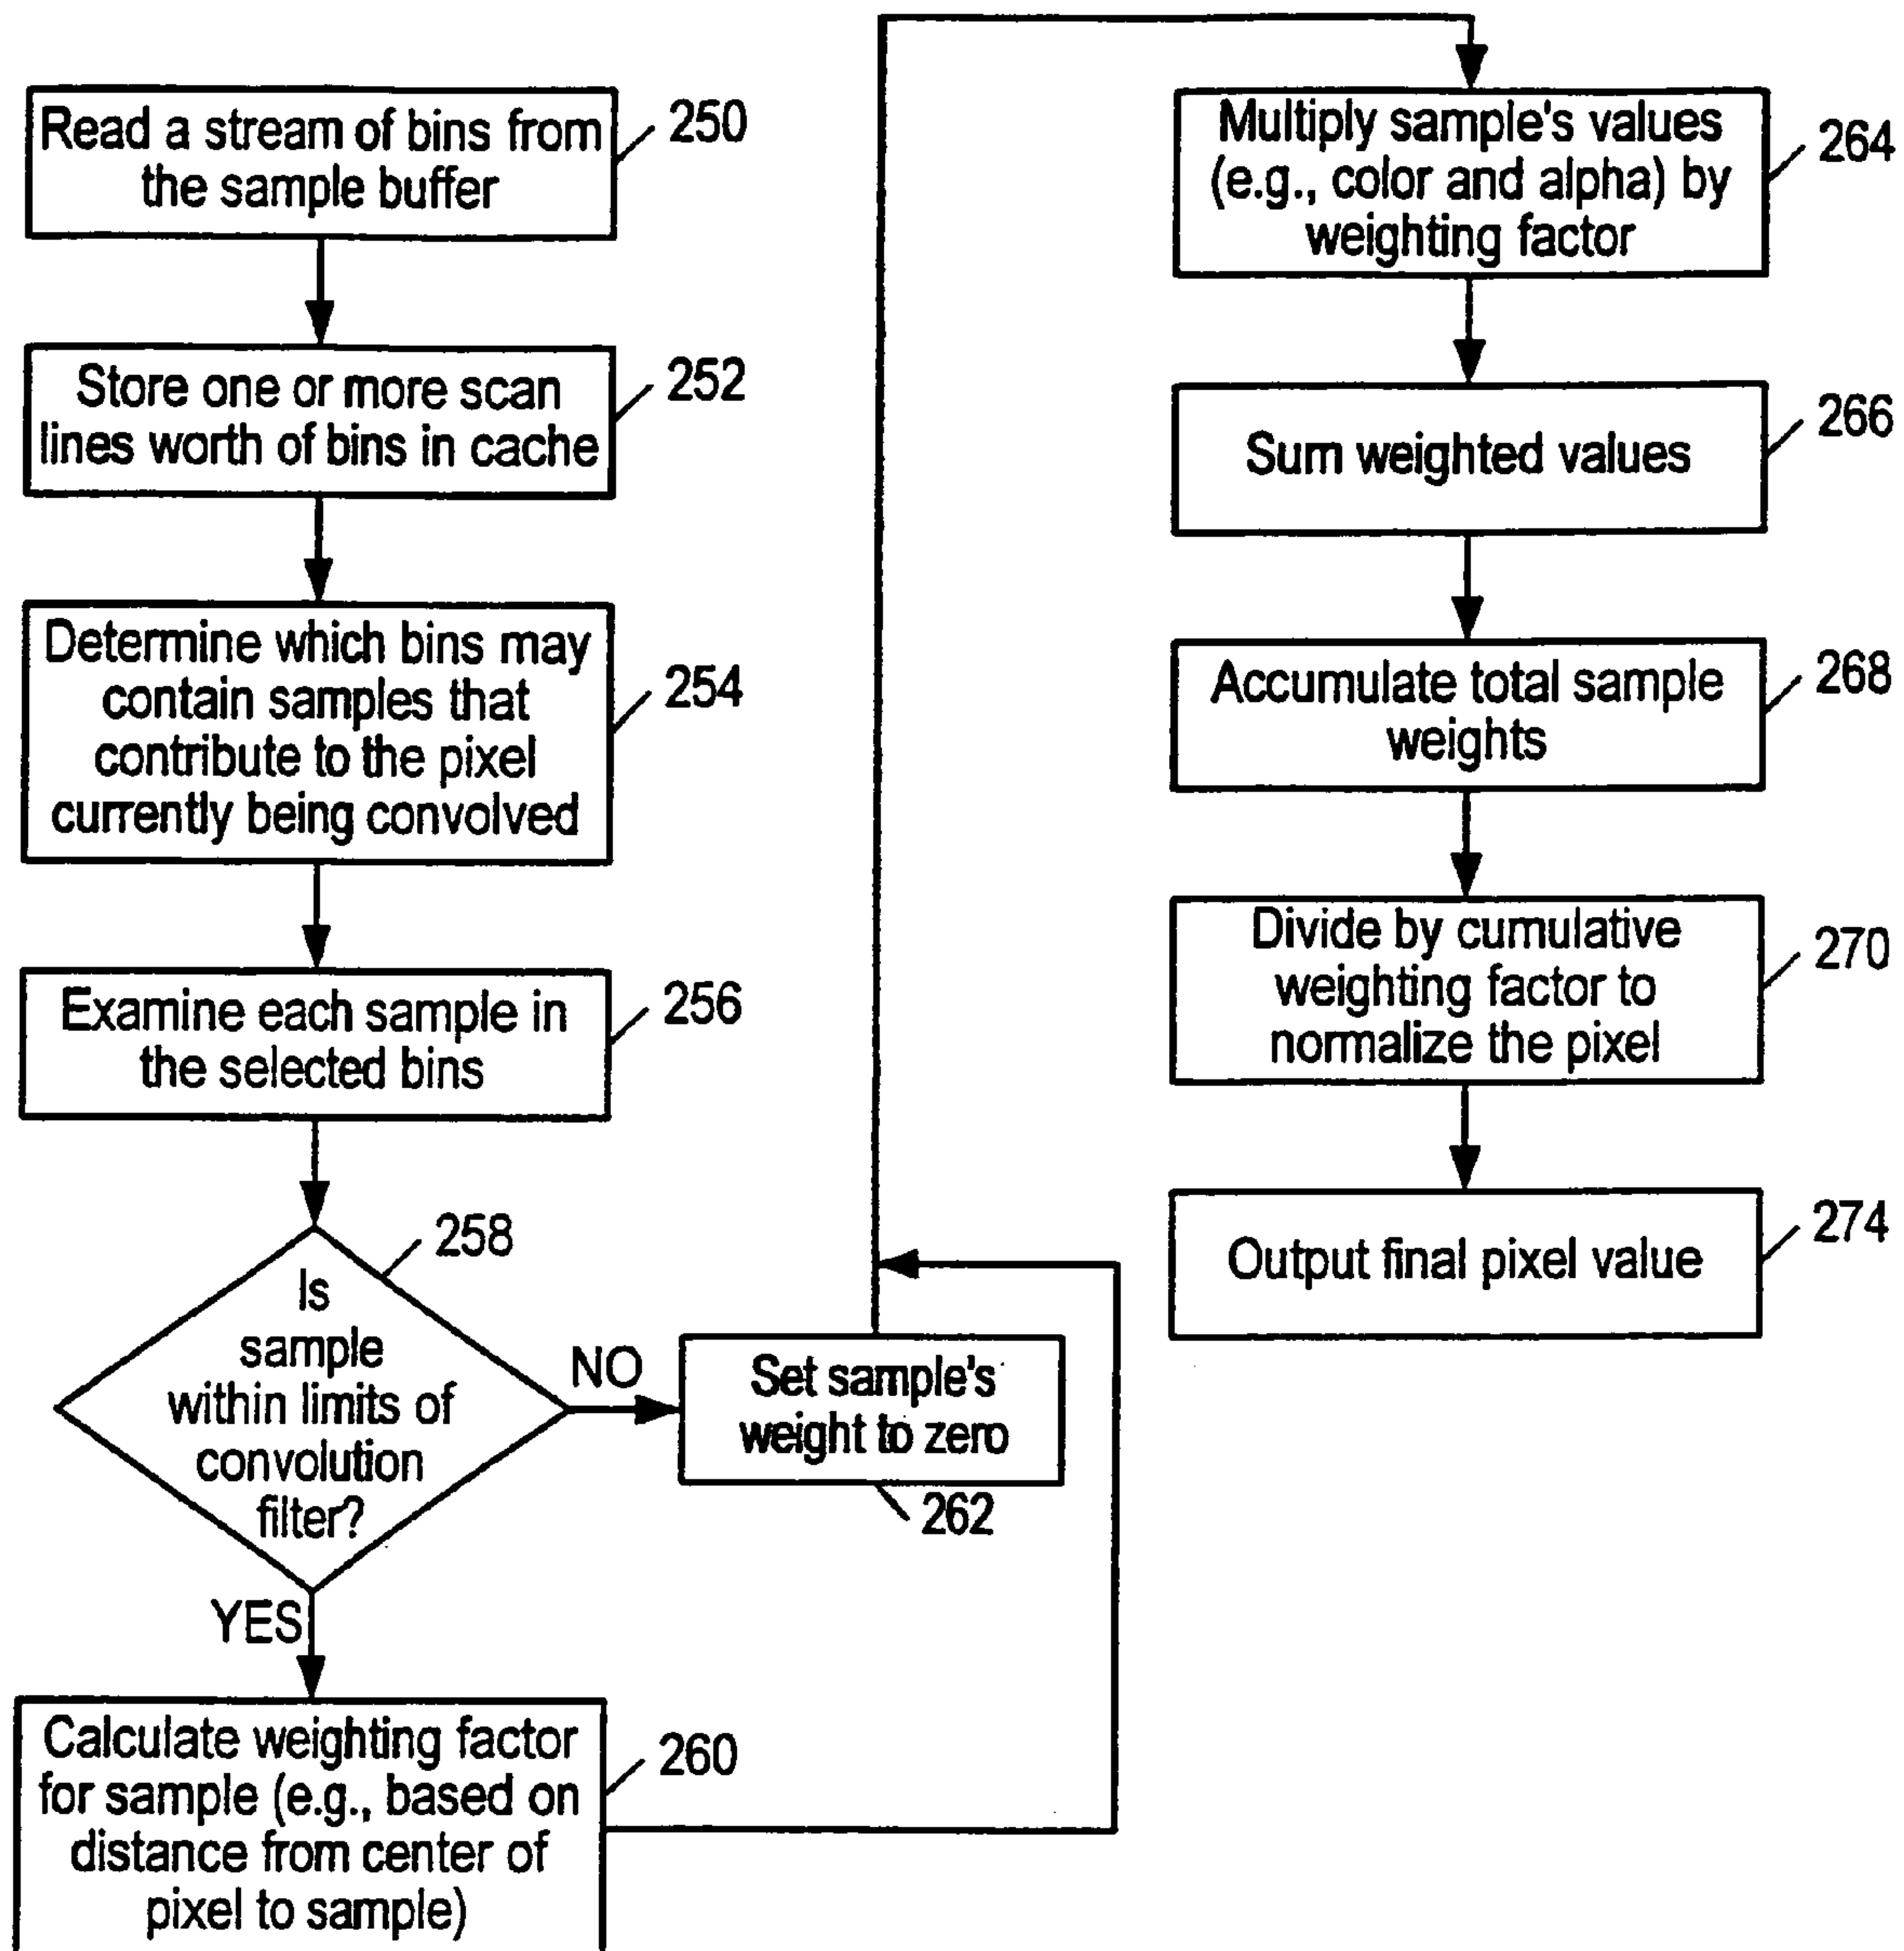 Read a stream of bins from
the sample buffer
250
Store one or more scan
lines worth of bins in cache
252
Determine which bins may
contain samples that
contribute to the pixel
currently being convolved
254
Examine each sample in
the selected bins
256
258
Is
sample
within limits of
convolution
filter?
NO
Set sample's
weight to zero
262
YES
Calculate weighting factor
for sample (e.g., based on
distance from center of
pixel to sample)
260
Multiply sample's values
(e.g., color and alpha) by
weighting factor
264
Sum weighted values
266
Accumulate total sample
weights
268
Divide by cumulative
weighting factor to
normalize the pixel
270
Output final pixel value
274